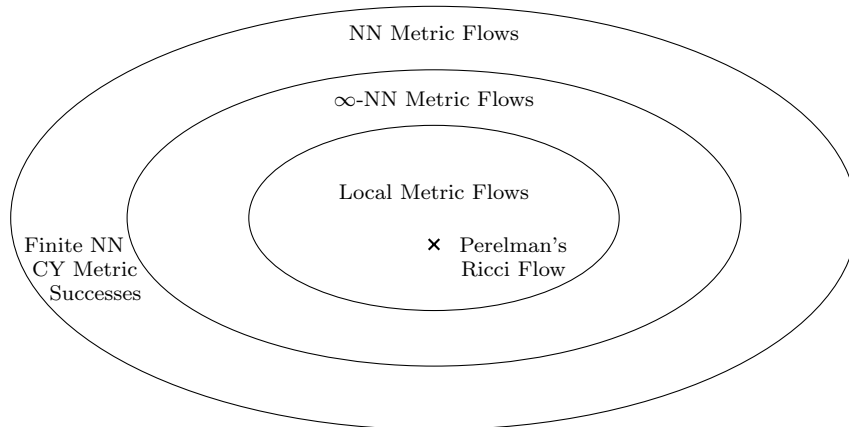 NN Metric Flows
∞-NN Metric Flows
Local Metric Flows
Finite NN
CY Metric
Successes
Perelman's
Ricci Flow